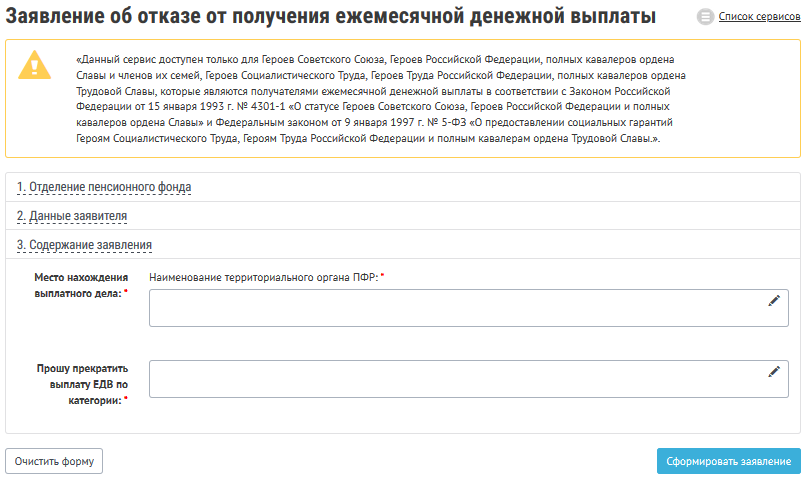 Заявление об отказе от получения ежемесячной денежной выплаты
Список сервисов
«Данный сервис доступен только для Героев Советского Союза, Героев Российской Федерации, полных кавалеров ордена
Славы и членов их семей, Героев Социалистического Труда, Героев Труда Российской Федерации, полных кавалеров ордена
Трудовой Славы, которые являются получателями ежемесячной денежной выплаты в соответствии с Законом Российской
Федерации от 15 января 1993 г. № 4301-1 «О статусе Героев Советского Союза, Героев Российской Федерации и полных
кавалеров ордена Славы» и Федеральным законом от 9 января 1997 г. № 5-ФЗ «О предоставлении социальных гарантий
Героям Социалистического Труда, Героям Труда Российской Федерации и полным кавалерам ордена Трудовой Славы.».
1. Отделение пенсионного фонда
2. Данные заявителя
3. Содержание заявления
Место нахождения
выплатного дела: *
Наименование территориального органа ПФР: *
Прошу прекратить
выплату ЕДВ по
категории: *
Очистить форму
Сформировать заявление